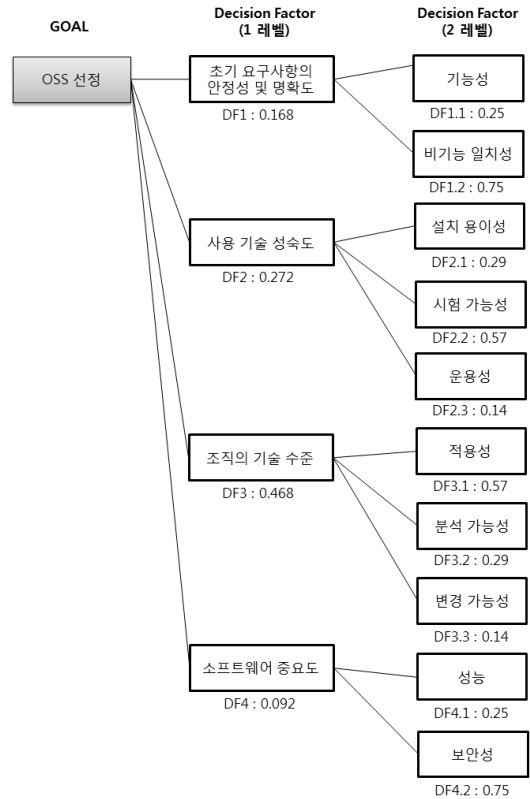 GOAL
Decision Factor
(1 레벨)
Decision Factor
(2 레벨)
OSS 선정
초기 요구사항의
안정성 및 명확도
DF1 : 0.168
기능성
DF1.1 : 0.25
비기능 일치성
DF1.2 : 0.75
사용 기술 성숙도
DF2 : 0.272
설치 용이성
DF2.1 : 0.29
시험 가능성
DF2.2 : 0.57
운용성
DF2.3 : 0.14
조직의 기술 수준
DF3 : 0.468
적용성
DF3.1 : 0.57
분석 가능성
DF3.2 : 0.29
변경 가능성
DF3.3 : 0.14
소프트웨어 중요도
DF4 : 0.092
성능
DF4.1 : 0.25
보안성
DF4.2 : 0.75